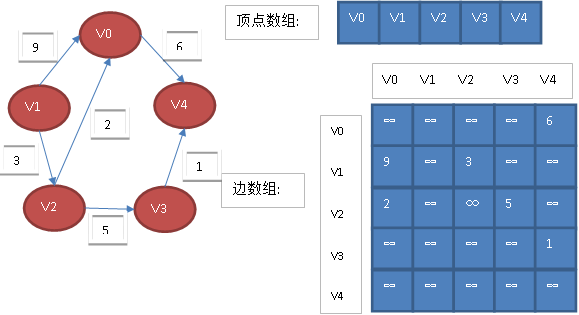 V0
9
6
V1
V4
2
3
1
V2
V3
5
顶点数组:
V0 V1 V2 V3 V4
边数组:
V0 V1 V2 V3 V4
V0 ∞ ∞ ∞ ∞ 6
V1 9 ∞ 3 ∞ ∞
V2 2 ∞ ∞ 5 ∞
V3 ∞ ∞ ∞ ∞ 1
V4 ∞ ∞ ∞ ∞ ∞